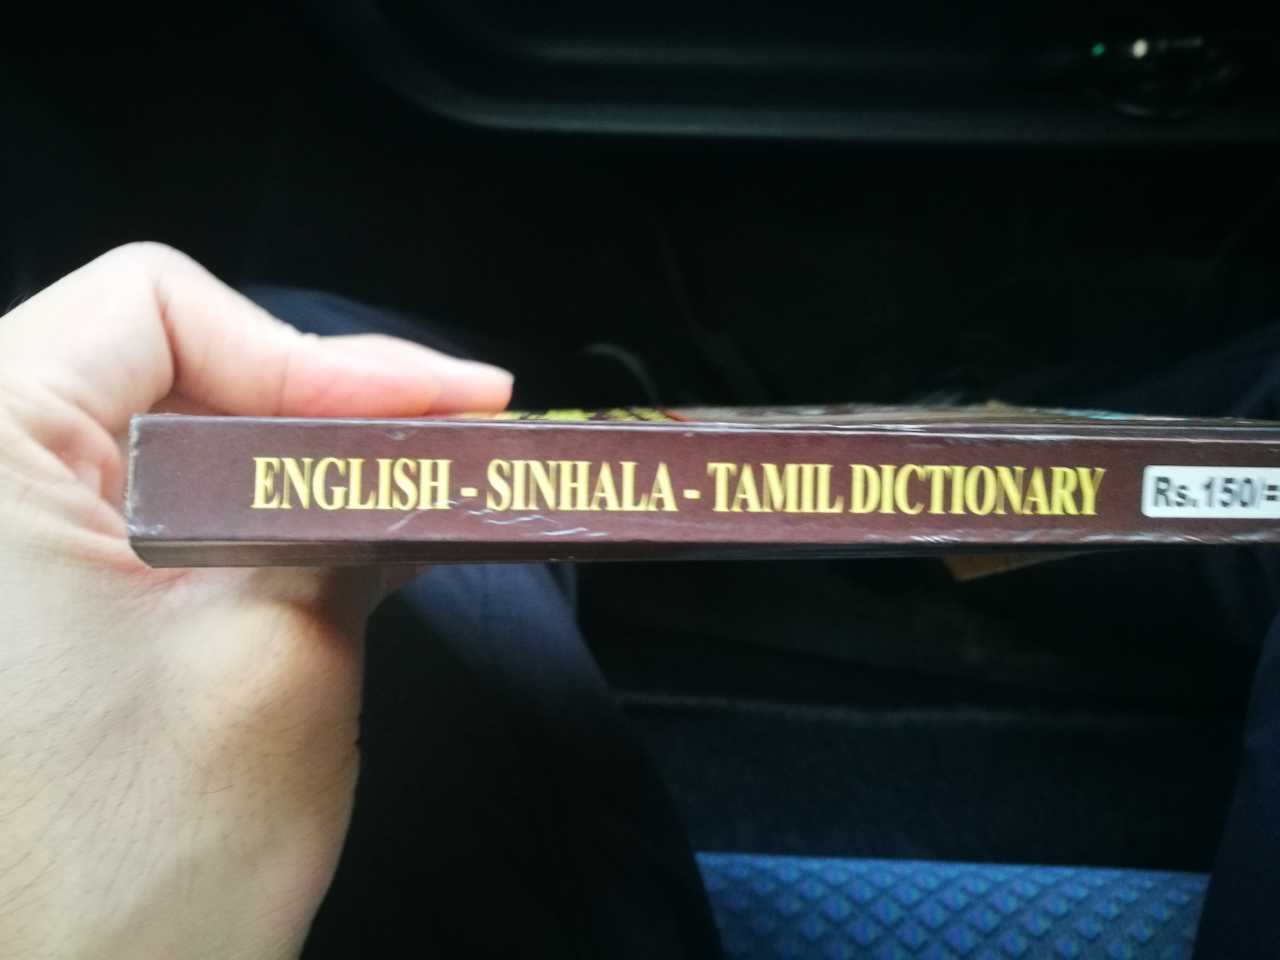 ENGLISH - SINHALA - TAMIL DICTIONARY
Rs.150/=